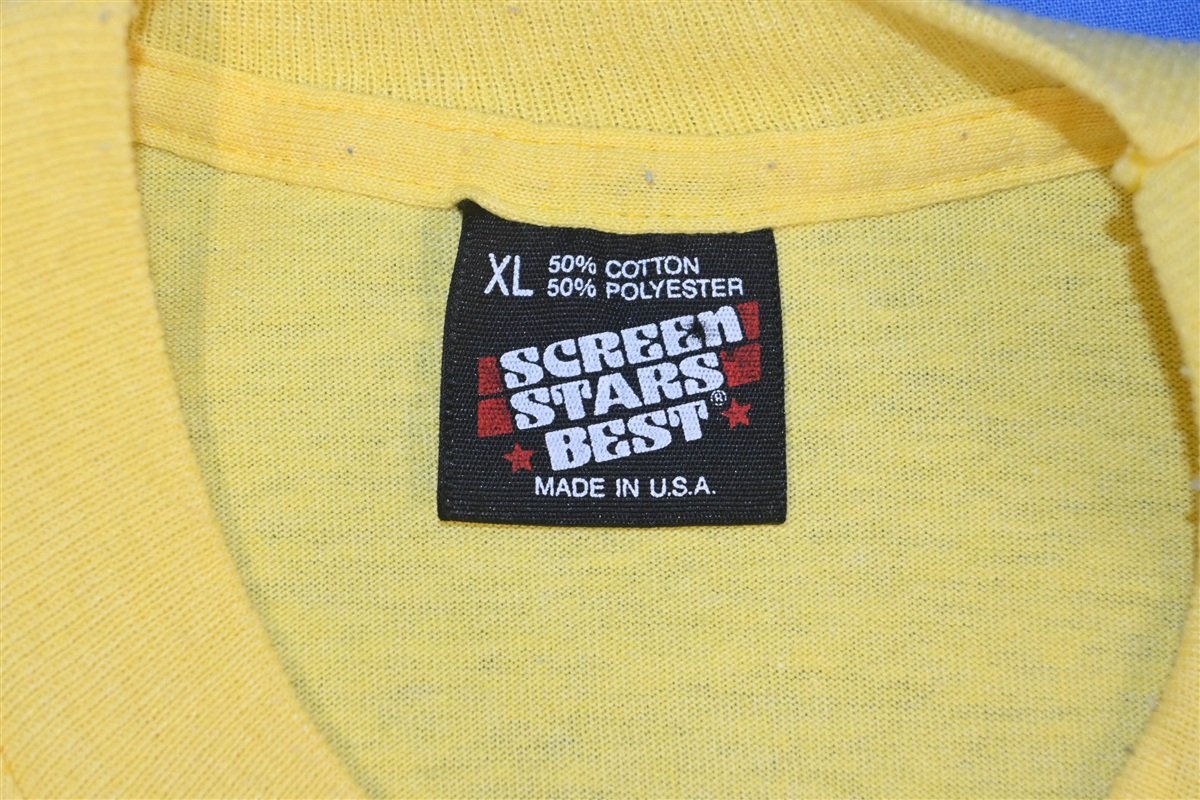 XL 50% COTTON
50% POLYESTER
SCREEN
STARS
BEST®
MADE IN U.S.A.